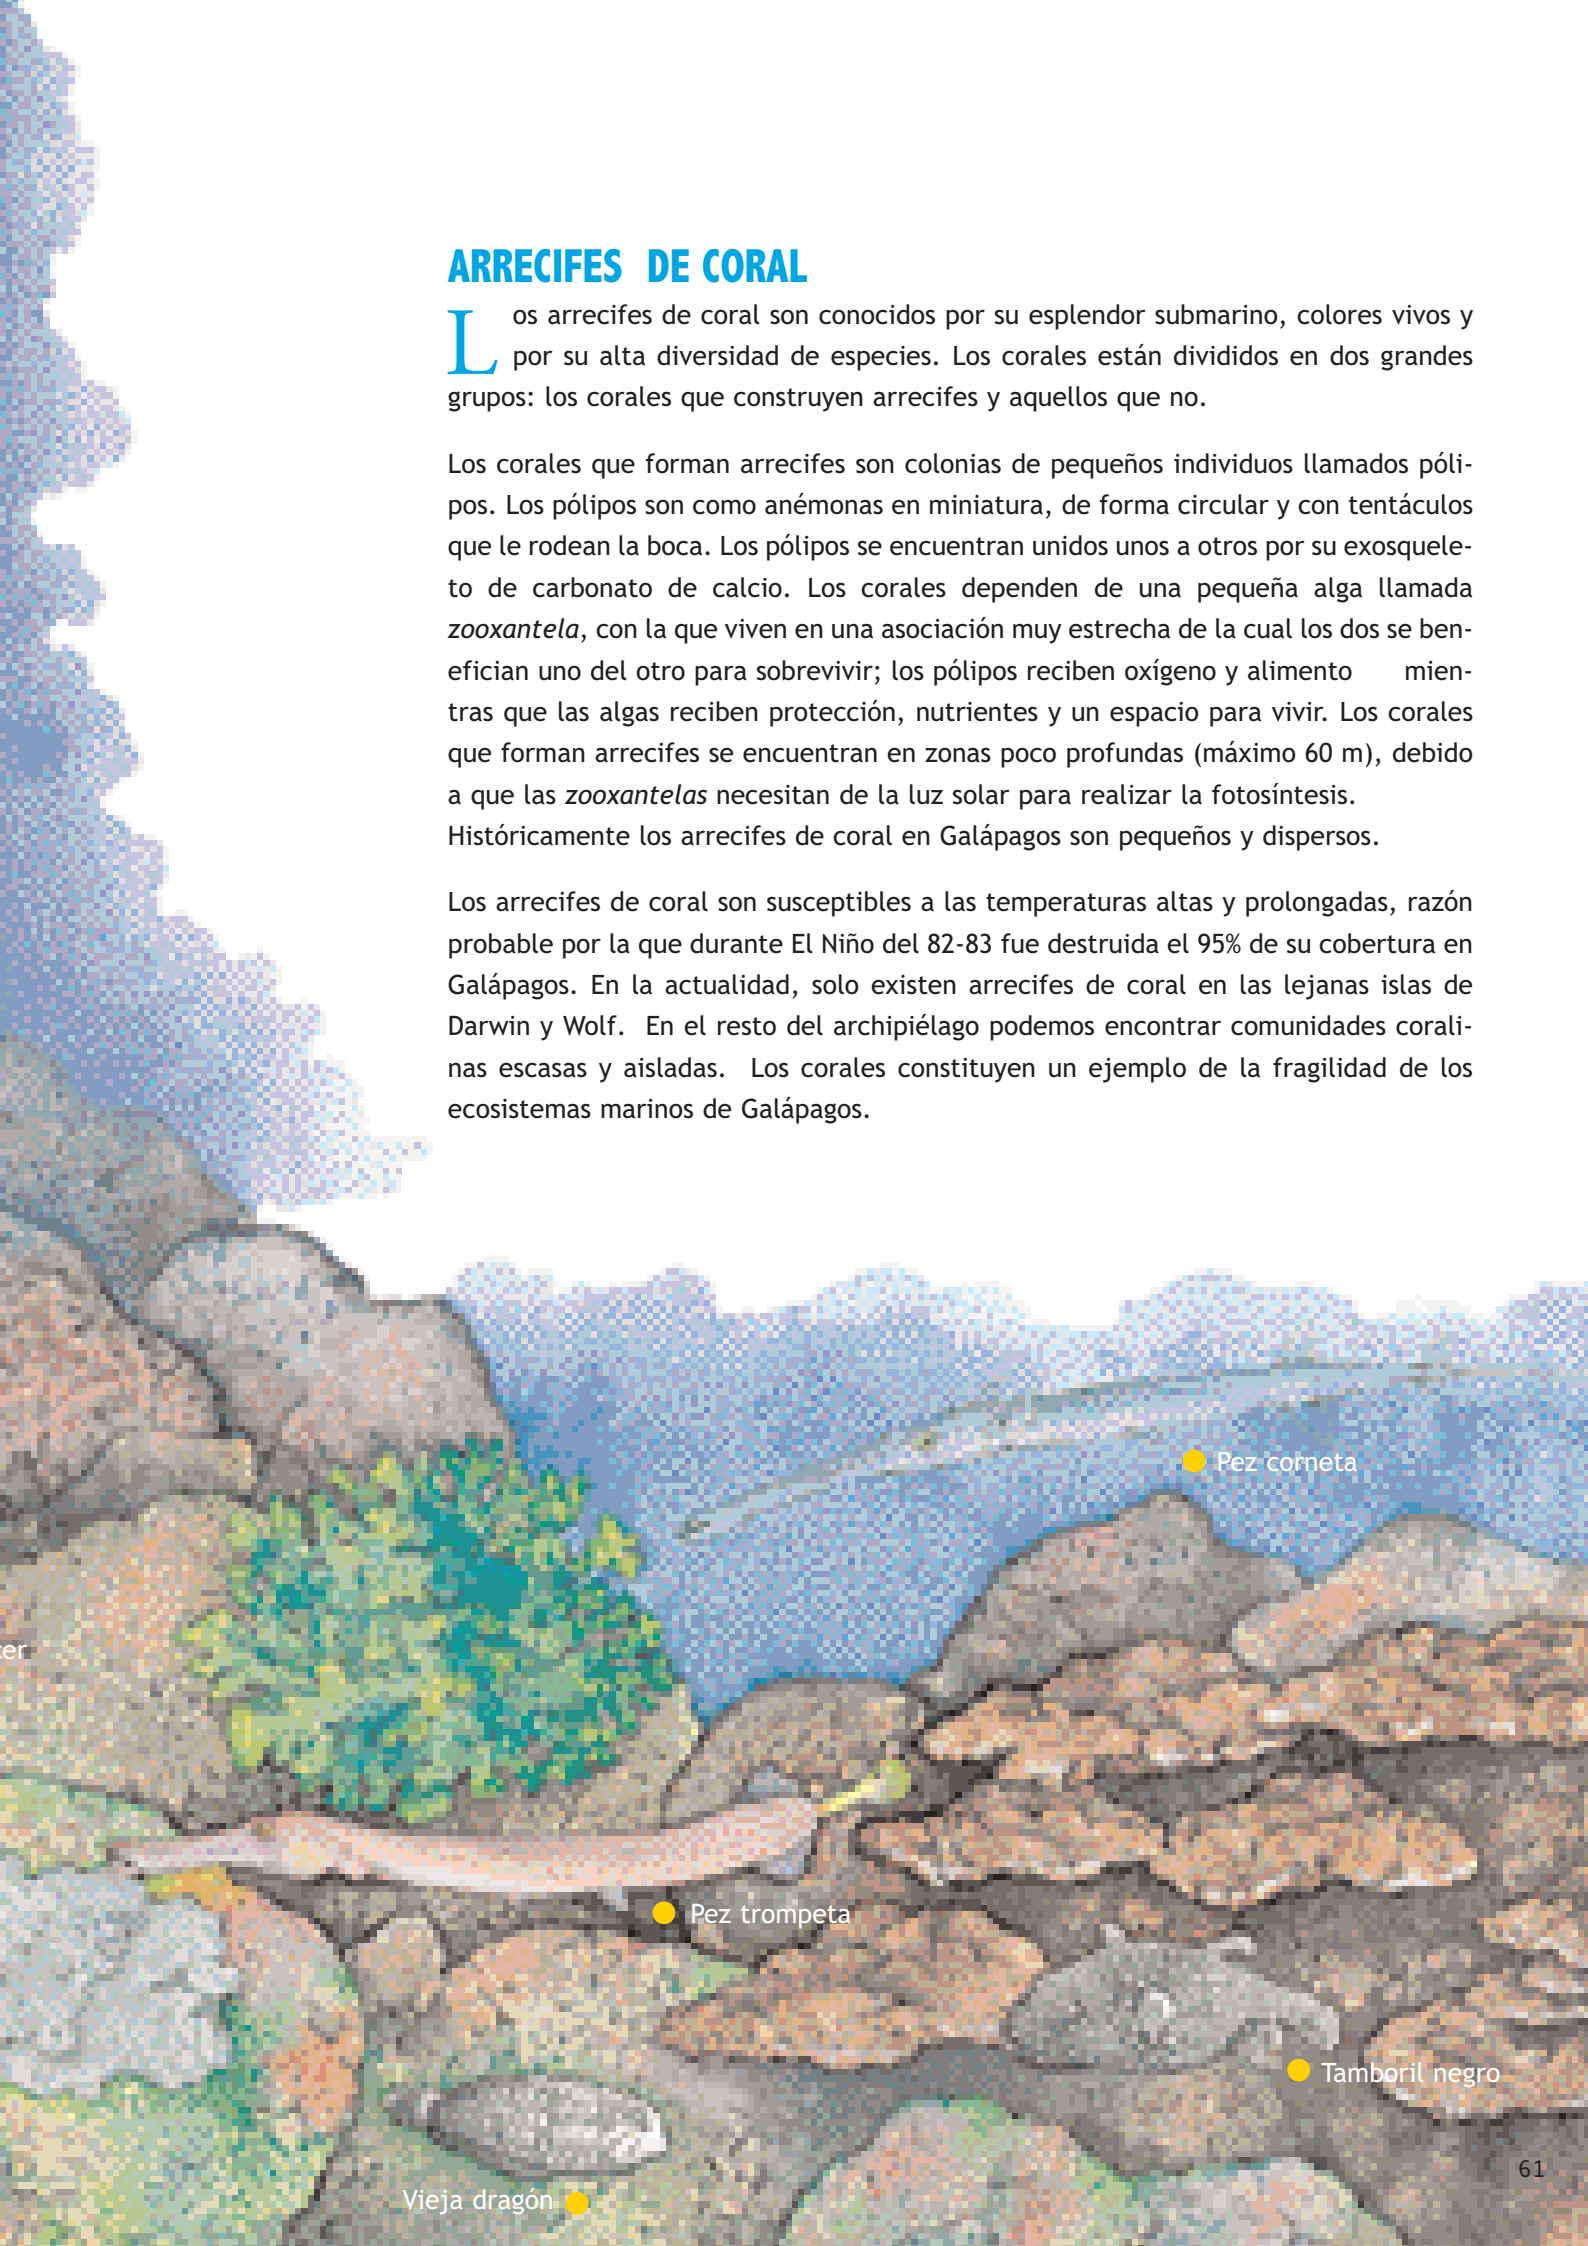 ARRECIFES DE CORAL
Los arrecifes de coral son conocidos por su esplendor submarino, colores vivos y
por su alta diversidad de especies. Los corales están divididos en dos grandes
grupos: los corales que construyen arrecifes y aquellos que no.
Los corales que forman arrecifes son colonias de pequeños individuos llamados póli-
pos. Los pólipos son como anémonas en miniatura, de forma circular y con tentáculos
que le rodean la boca. Los pólipos se encuentran unidos unos a otros por su exosquele-
to de carbonato de calcio. Los corales dependen de una pequeña alga llamada
zooxantela, con la que viven en una asociación muy estrecha de la cual los dos se ben-
efician uno del otro para sobrevivir; los pólipos reciben oxígeno y alimento mien-
tras que las algas reciben protección, nutrientes y un espacio para vivir. Los corales
que forman arrecifes se encuentran en zonas poco profundas (máximo 60 m), debido
a que las zooxantelas necesitan de la luz solar para realizar la fotosíntesis.
Históricamente los arrecifes de coral en Galápagos son pequeños y dispersos.
Los arrecifes de coral son susceptibles a las temperaturas altas y prolongadas, razón
probable por la que durante El Niño del 82-83 fue destruida el 95% de su cobertura en
Galápagos. En la actualidad, solo existen arrecifes de coral en las lejanas islas de
Darwin y Wolf. En el resto del archipiélago podemos encontrar comunidades corali-
nas escasas y aisladas. Los corales constituyen un ejemplo de la fragilidad de los
ecosistemas marinos de Galápagos.
Pez corneta
Pez trompeta
Tamboril negro
61
Vieja dragón